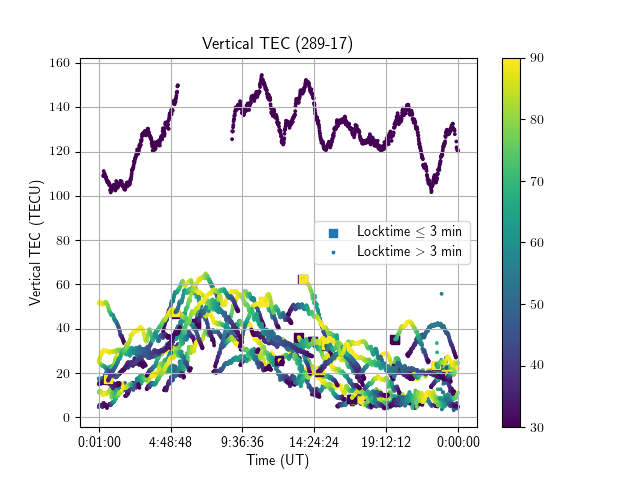 Vertical TEC (289-17)
160
140
120
100
80
60
40
20
0
Vertical TEC (TECU)
0:01:00 4:48:48 9:36:36 14:24:24 19:12:12 0:00:00
Time (UT)
Locktime ≤ 3 min
Locktime > 3 min
90
80
70
60
50
40
30